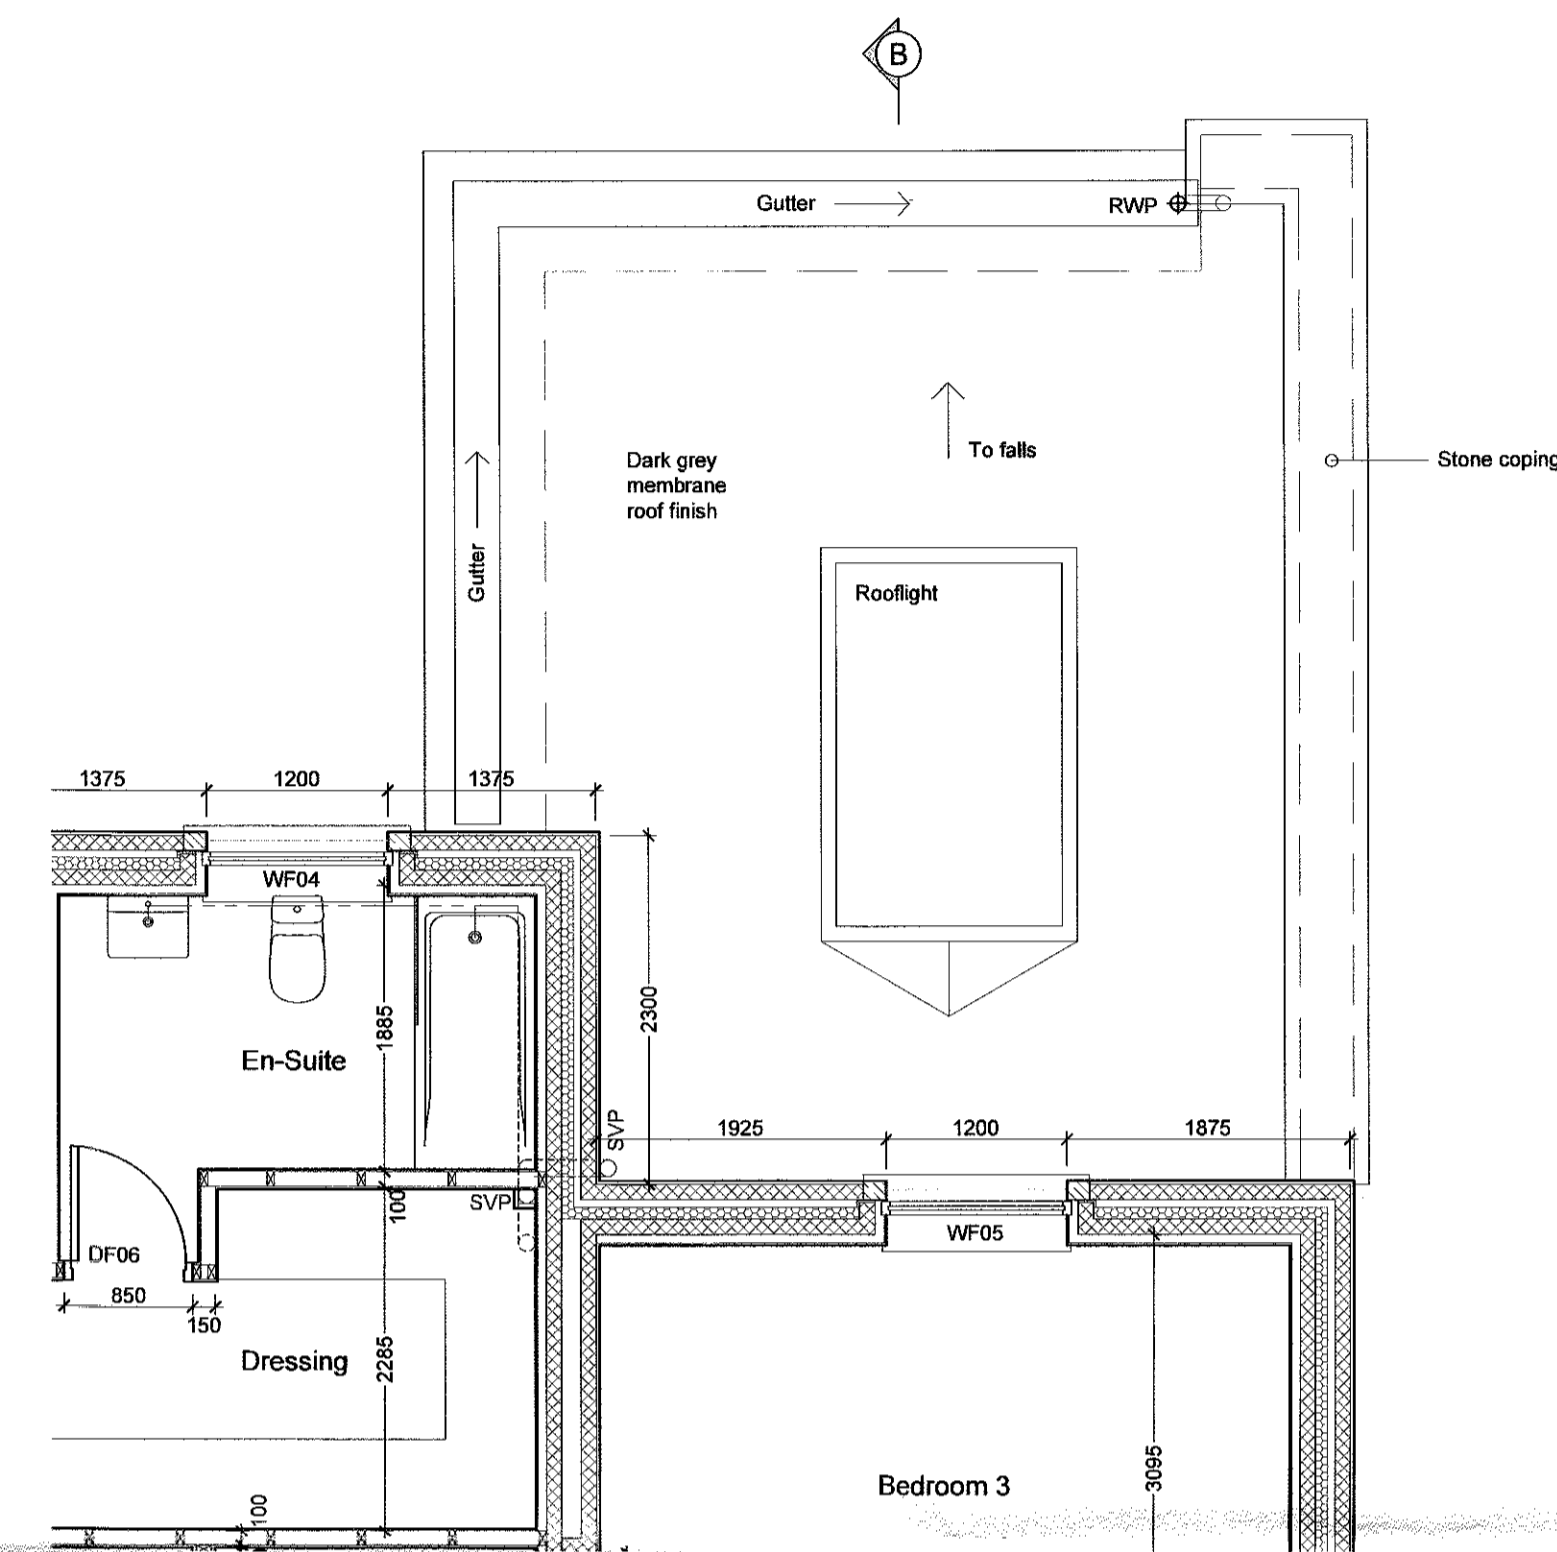 B
Gutter
RWP
To falls
Dark grey
membrane
roof finish
Stone coping
Gutter
Rooflight
1375
1200
1375
WF04
2300
1885
En-Suite
SVP
1925
1200
1875
SVP
100
WF05
DF06
850
150
Dressing
2285
3095
Bedroom 3
100